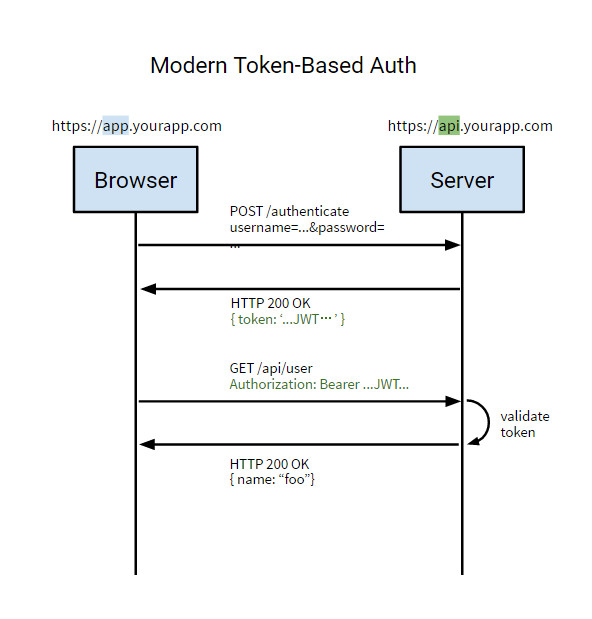 Modern Token-Based Auth
https://app.yourapp.com
https://api.yourapp.com
Browser
Server
POST /authenticate
username=...&password=
...
HTTP 200 OK
{ token: ‘...JWT…’ }
GET /api/user
Authorization: Bearer ...JWT...
validate
token
HTTP 200 OK
{ name: “foo”}